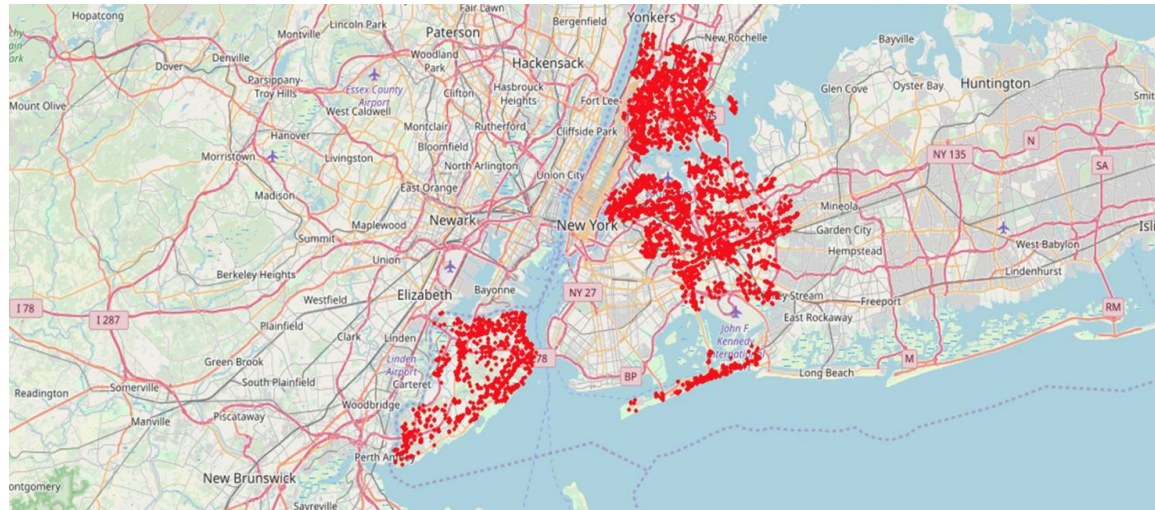 Hopatcong
Fair Lawn
Yonkers
Lincoln Park
Bergenfield
Montville
Paterson
New Rochelle
Bayville
Denville
Woodland
Park
Hackensack
Dover
Parsippany-
Troy Hills
Essex County
Airport
Clifton
Hasbrouck
Heights
Fort Lee
Glen Cove
Oyster Bay
Huntington
Mount Olive
West Caldwell
Hanover
Montclair
Rutherford
Cliffside Park
NY 135
N
SA
Bloomfield
Morristown
Livingston
North Arlington
Union City
East Orange
Madison
Mineola
Maplewood
Newark
New York
Garden City
Summit
Hempstead
West Babylon
Union
Berkeley Heights
Lindenhurst
Elizabeth
Bayonne
NY 27
Freeport
I 78
I 287
Westfield
East Rockaway
RM
Plainfield
Clark
Linden
John F
Kennedy
78
Green Brook
Linden
Airport
M
South Plainfield
Carteret
BP
Long Beach
Readington
Somerville
Woodbridge
Manville
Piscataway
New Brunswick
Sayreville